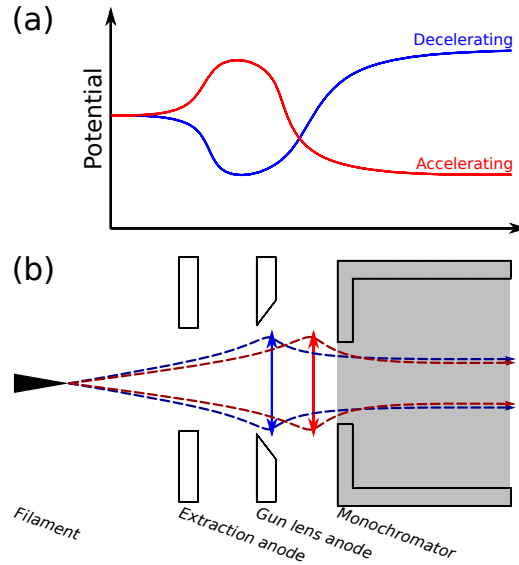 (a)
Potential
Decelerating
Accelerating
(b)
Filament
Extraction anode
Gun lens anode
Monochromator